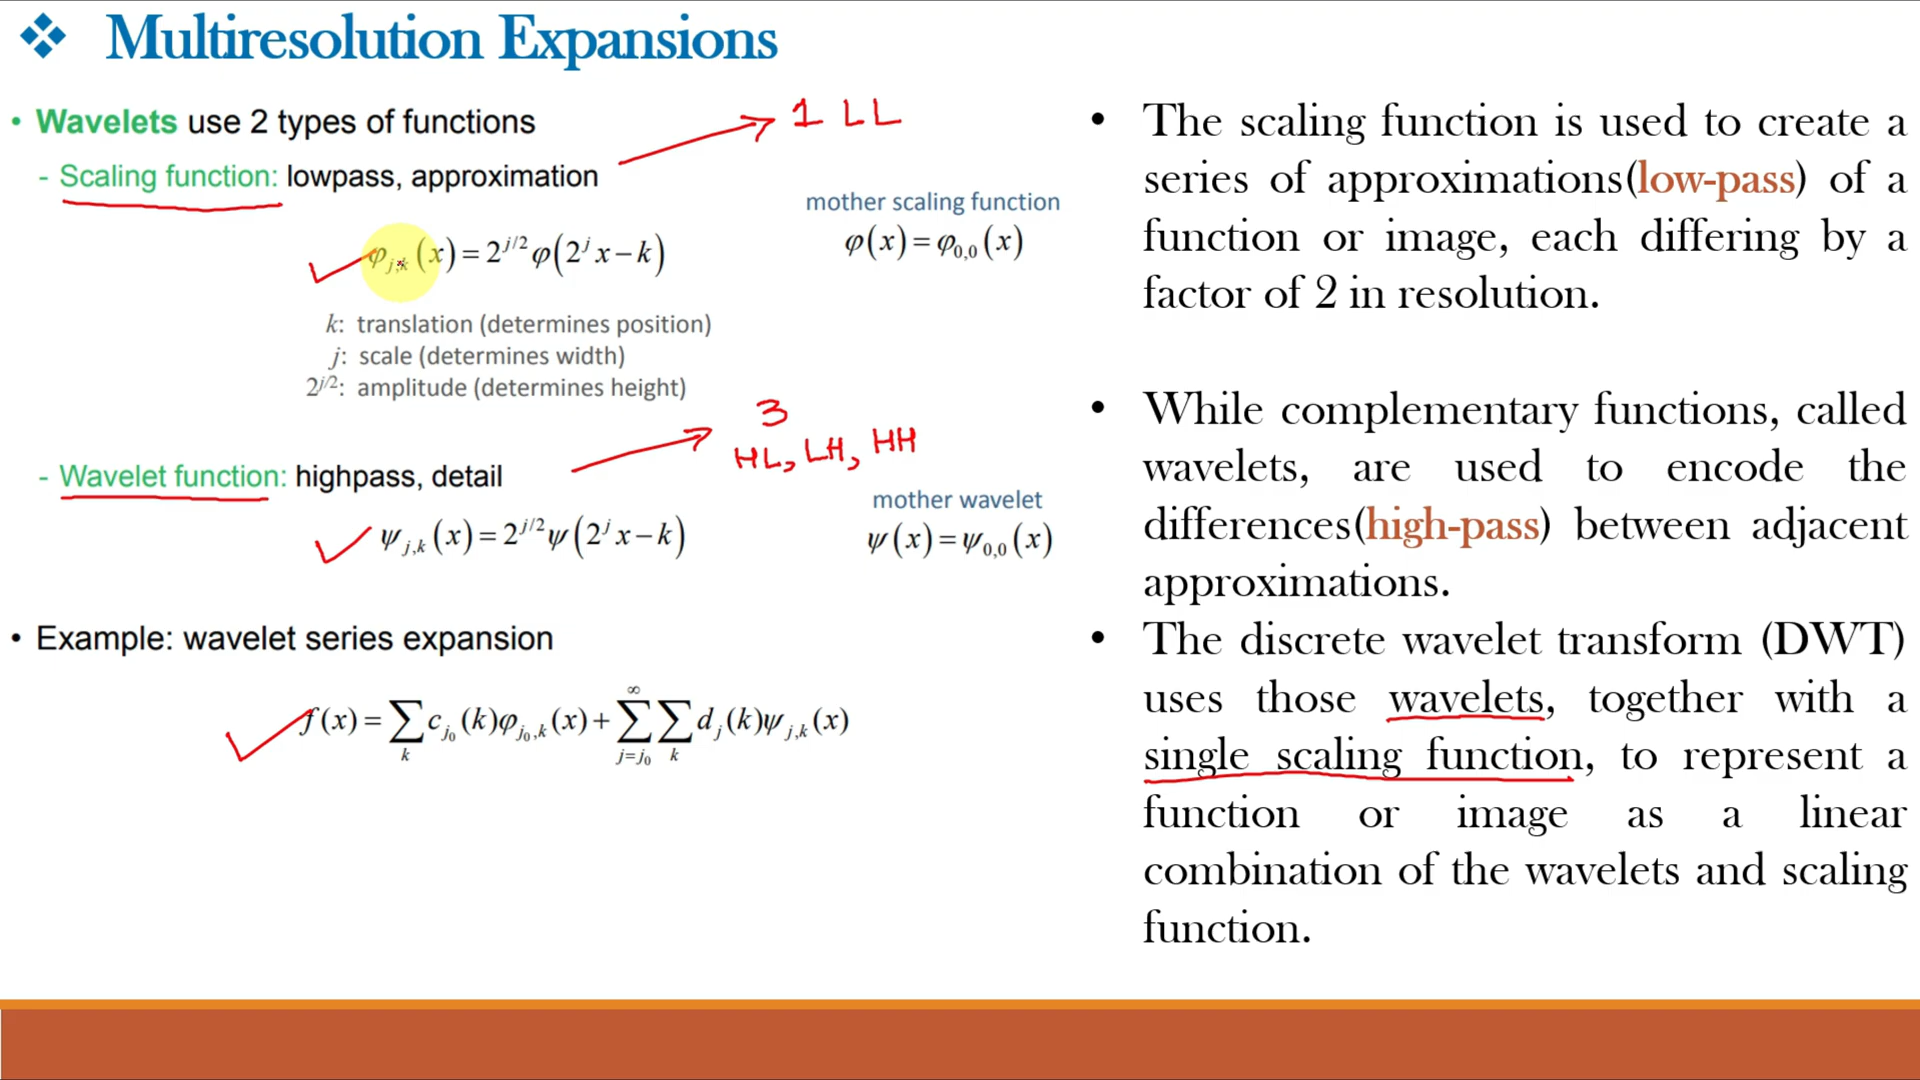 ❖ Multiresolution Expansions
• Wavelets use 2 types of functions
- Scaling function: lowpass, approximation
1 LL
φ_{j,k}(x) = 2^{j/2} φ(2^j x − k)
mother scaling function
φ(x) = φ_{0,0}(x)
k: translation (determines position)
j: scale (determines width)
2^{j/2}: amplitude (determines height)
- Wavelet function: highpass, detail
3
HL, LH, HH
ψ_{j,k}(x) = 2^{j/2} ψ(2^j x − k)
mother wavelet
ψ(x) = ψ_{0,0}(x)
• Example: wavelet series expansion
f(x) = ∑_k c_{j_0}(k)φ_{j_0,k}(x) + ∑_{j=j_0}^{∞} ∑_k d_j(k)ψ_{j,k}(x)
• The scaling function is used to create a
series of approximations(low-pass) of a
function or image, each differing by a
factor of 2 in resolution.
• While complementary functions, called
wavelets, are used to encode the
differences(high-pass) between adjacent
approximations.
• The discrete wavelet transform (DWT)
uses those wavelets, together with a
single scaling function, to represent a
function or image as a linear
combination of the wavelets and scaling
function.